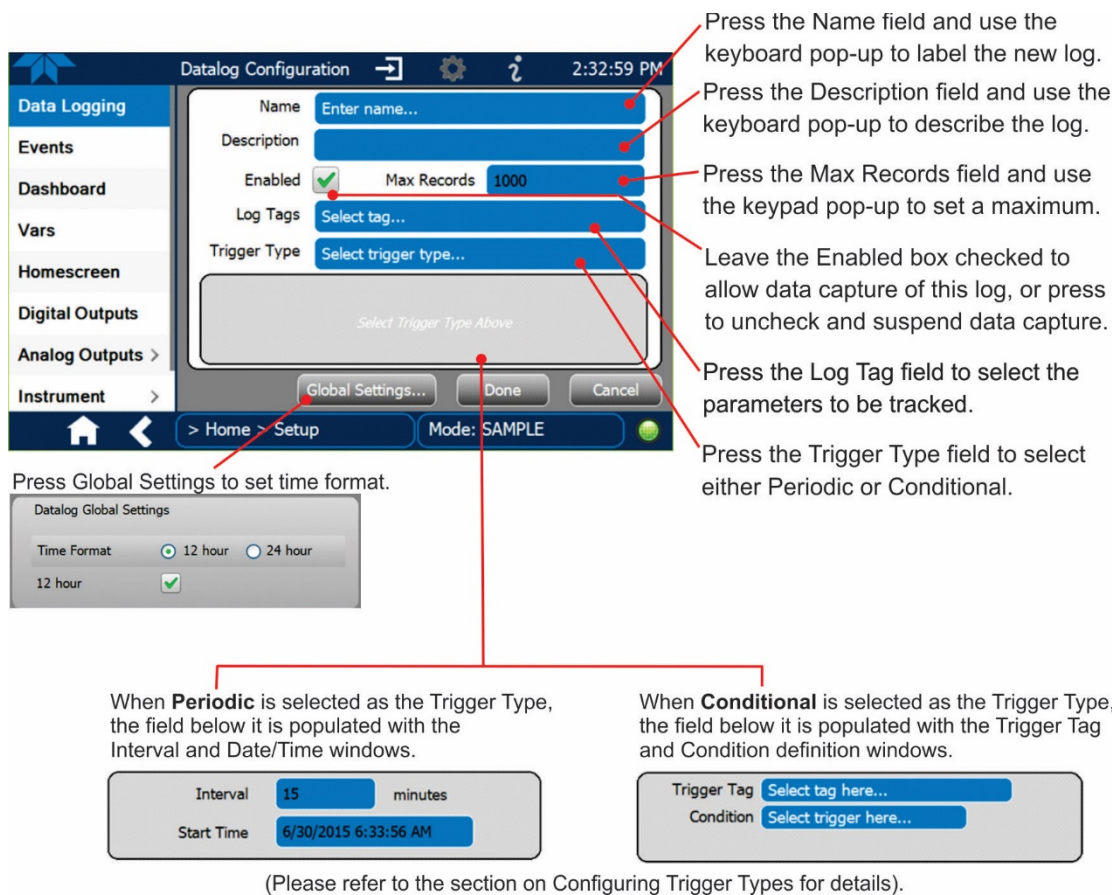 Press the Name field and use the
keyboard pop-up to label the new log.
Press the Description field and use the
keyboard pop-up to describe the log.
Press the Max Records field and use
the keypad pop-up to set a maximum.
Leave the Enabled box checked to
allow data capture of this log, or press
to uncheck and suspend data capture.
Press the Log Tag field to select the
parameters to be tracked.
Press the Trigger Type field to select
either Periodic or Conditional.
Datalog Configuration 2:32:59 PM
Data Logging
Events
Dashboard
Vars
Homescreen
Digital Outputs
Analog Outputs >
Instrument >
Name Enter name...
Description
Enabled Max Records 1000
Log Tags Select tag...
Trigger Type Select trigger type...
Select Trigger Type Above
Global Settings... Done Cancel
> Home > Setup Mode: SAMPLE
Press Global Settings to set time format.
Datalog Global Settings
Time Format 12 hour 24 hour
12 hour
When Periodic is selected as the Trigger Type,
the field below it is populated with the
Interval and Date/Time windows.
Interval 15 minutes
Start Time 6/30/2015 6:33:56 AM
When Conditional is selected as the Trigger Type,
the field below it is populated with the Trigger Tag
and Condition definition windows.
Trigger Tag Select tag here...
Condition Select trigger here...
(Please refer to the section on Configuring Trigger Types for details).